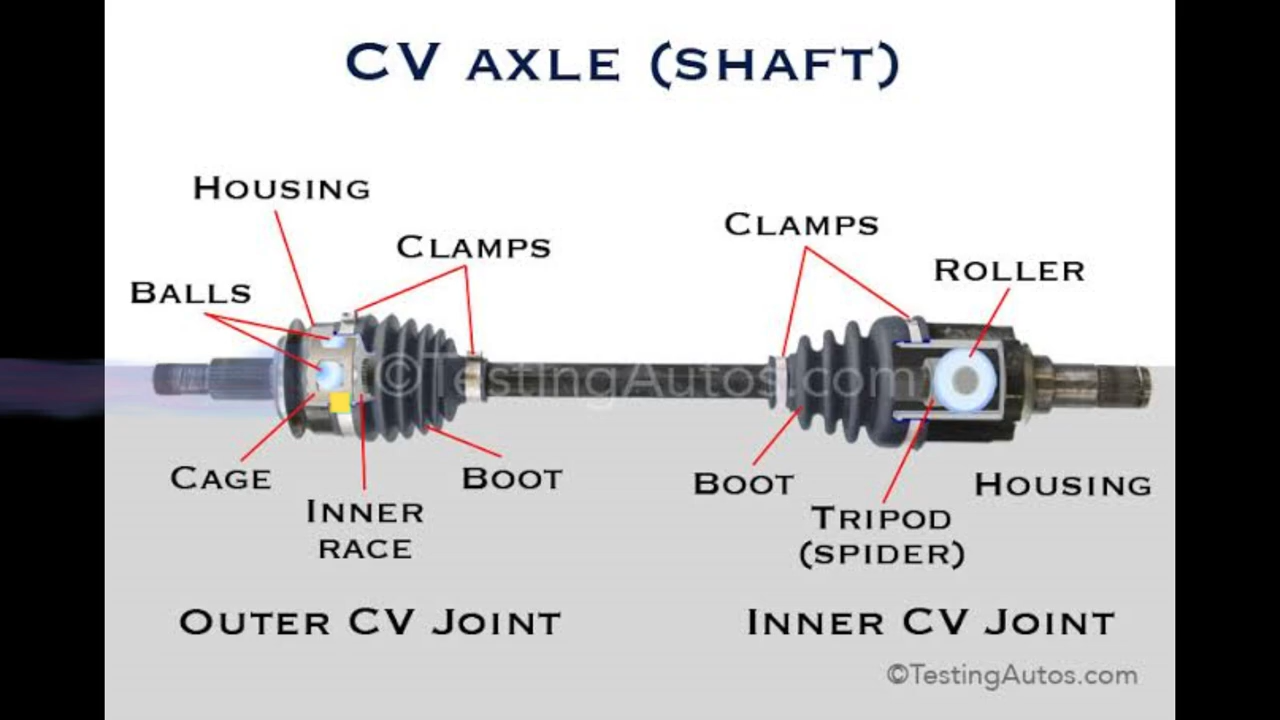 CV AXLE (SHAFT)
HOUSING
CLAMPS
CLAMPS
ROLLER
BALLS
©TestingAutos.com
CAGE
INNER
RACE
BOOT
BOOT
TRIPOD
(SPIDER)
HOUSING
OUTER CV JOINT
INNER CV JOINT
©TestingAutos.com